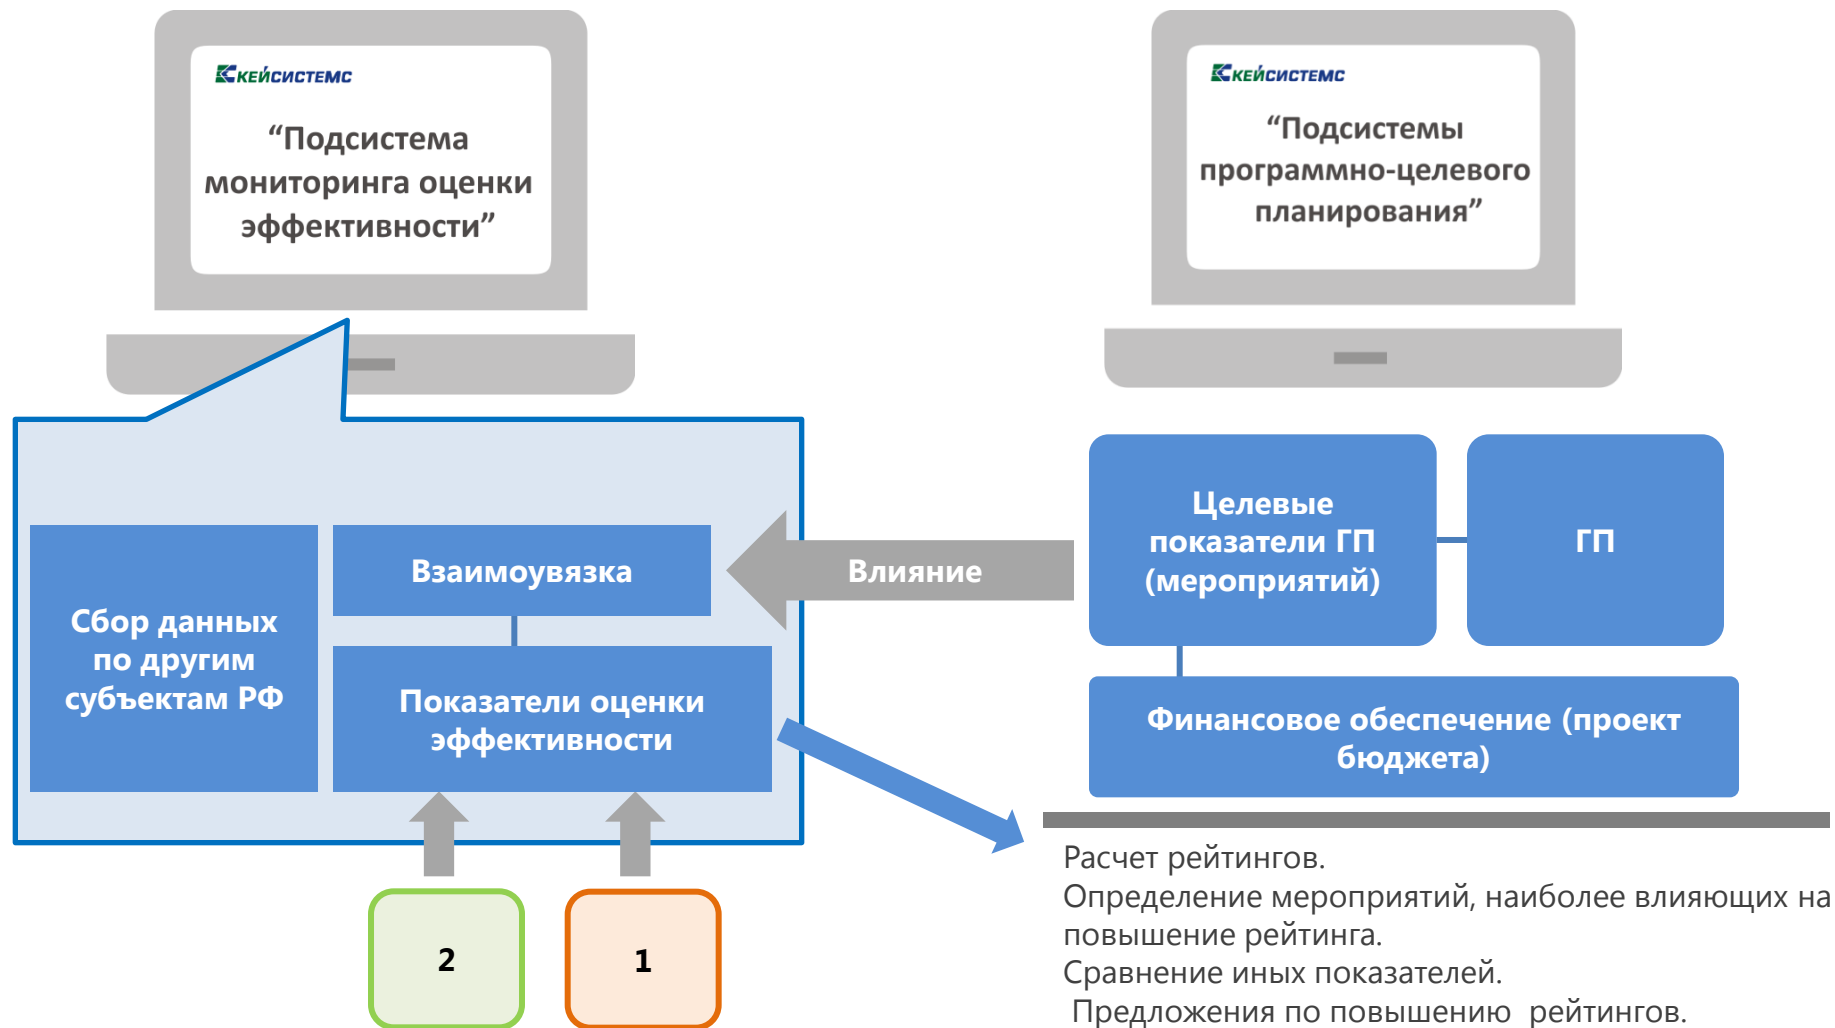 КЕЙСИСТЕМС
“Подсистема
мониторинга оценки
эффективности”
КЕЙСИСТЕМС
“Подсистемы
программно-целевого
планирования”
Сбор данных
по другим
субъектам РФ
Взаимоувязка
Показатели оценки
эффективности
Влияние
Целевые
показатели ГП
(мероприятий)
ГП
Финансовое обеспечение (проект
бюджета)
2
1
Расчет рейтингов.
Определение мероприятий, наиболее влияющих на
повышение рейтинга.
Сравнение иных показателей.
Предложения по повышению  рейтингов.